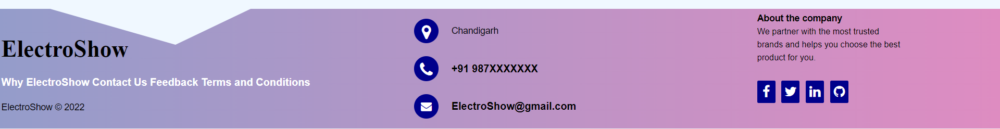 ElectroShow
Why ElectroShow Contact Us Feedback Terms and Conditions
ElectroShow © 2022
Chandigarh
+91 987XXXXXXX
ElectroShow@gmail.com
About the company
We partner with the most trusted
brands and helps you choose the best
product for you.